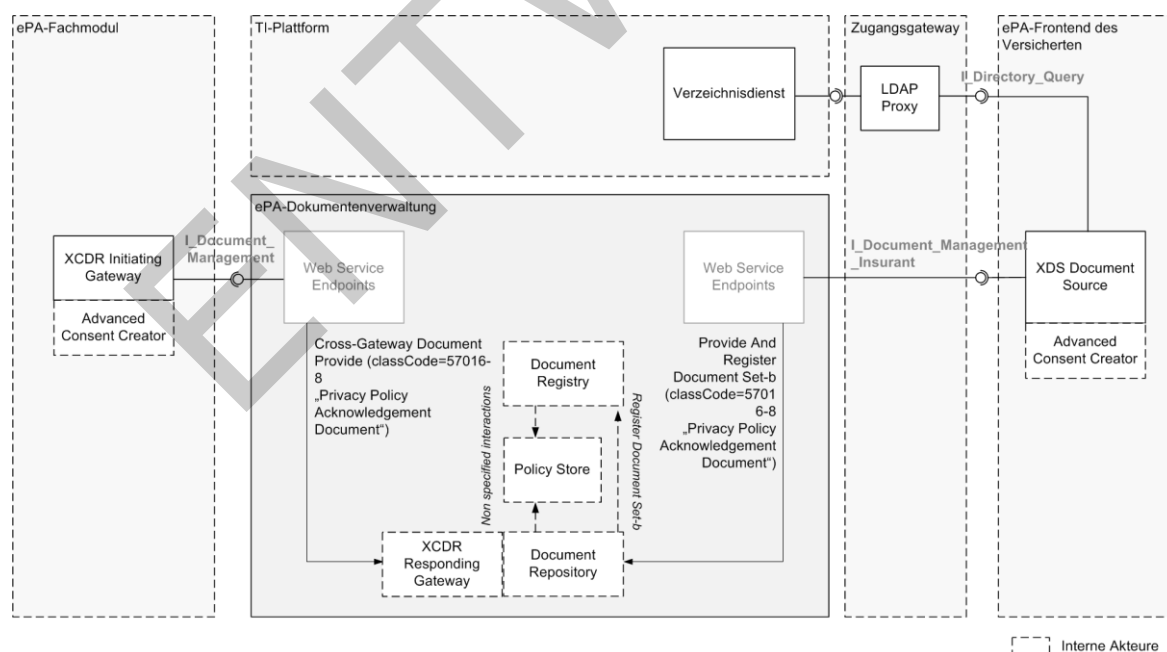 ePA-Fachmodul
TI-Plattform
Zugangsgateway
ePA-Frontend des
Versicherten
Verzeichnisdienst
LDAP
Proxy
I_Directory_Query
ePA-Dokumentenverwaltung
XCDR Initiating
Gateway
Advanced
Consent Creator
I_Document_
Management
Web Service
Endpoints
Web Service
Endpoints
I_Document_Management
_Insurant
XDS Document
Source
Advanced
Consent Creator
Cross-Gateway Document
Provide (classCode=57016-
8
„Privacy Policy
Acknowledgement
Document“)
Non specified interactions
Document
Registry
Policy Store
Register Document Set-b
Provide And
Register
Document Set-b
(classCode=5701
6-8
„Privacy Policy
Acknowledgement
Document“)
XCDR
Responding
Gateway
Document
Repository
Interne Akteure